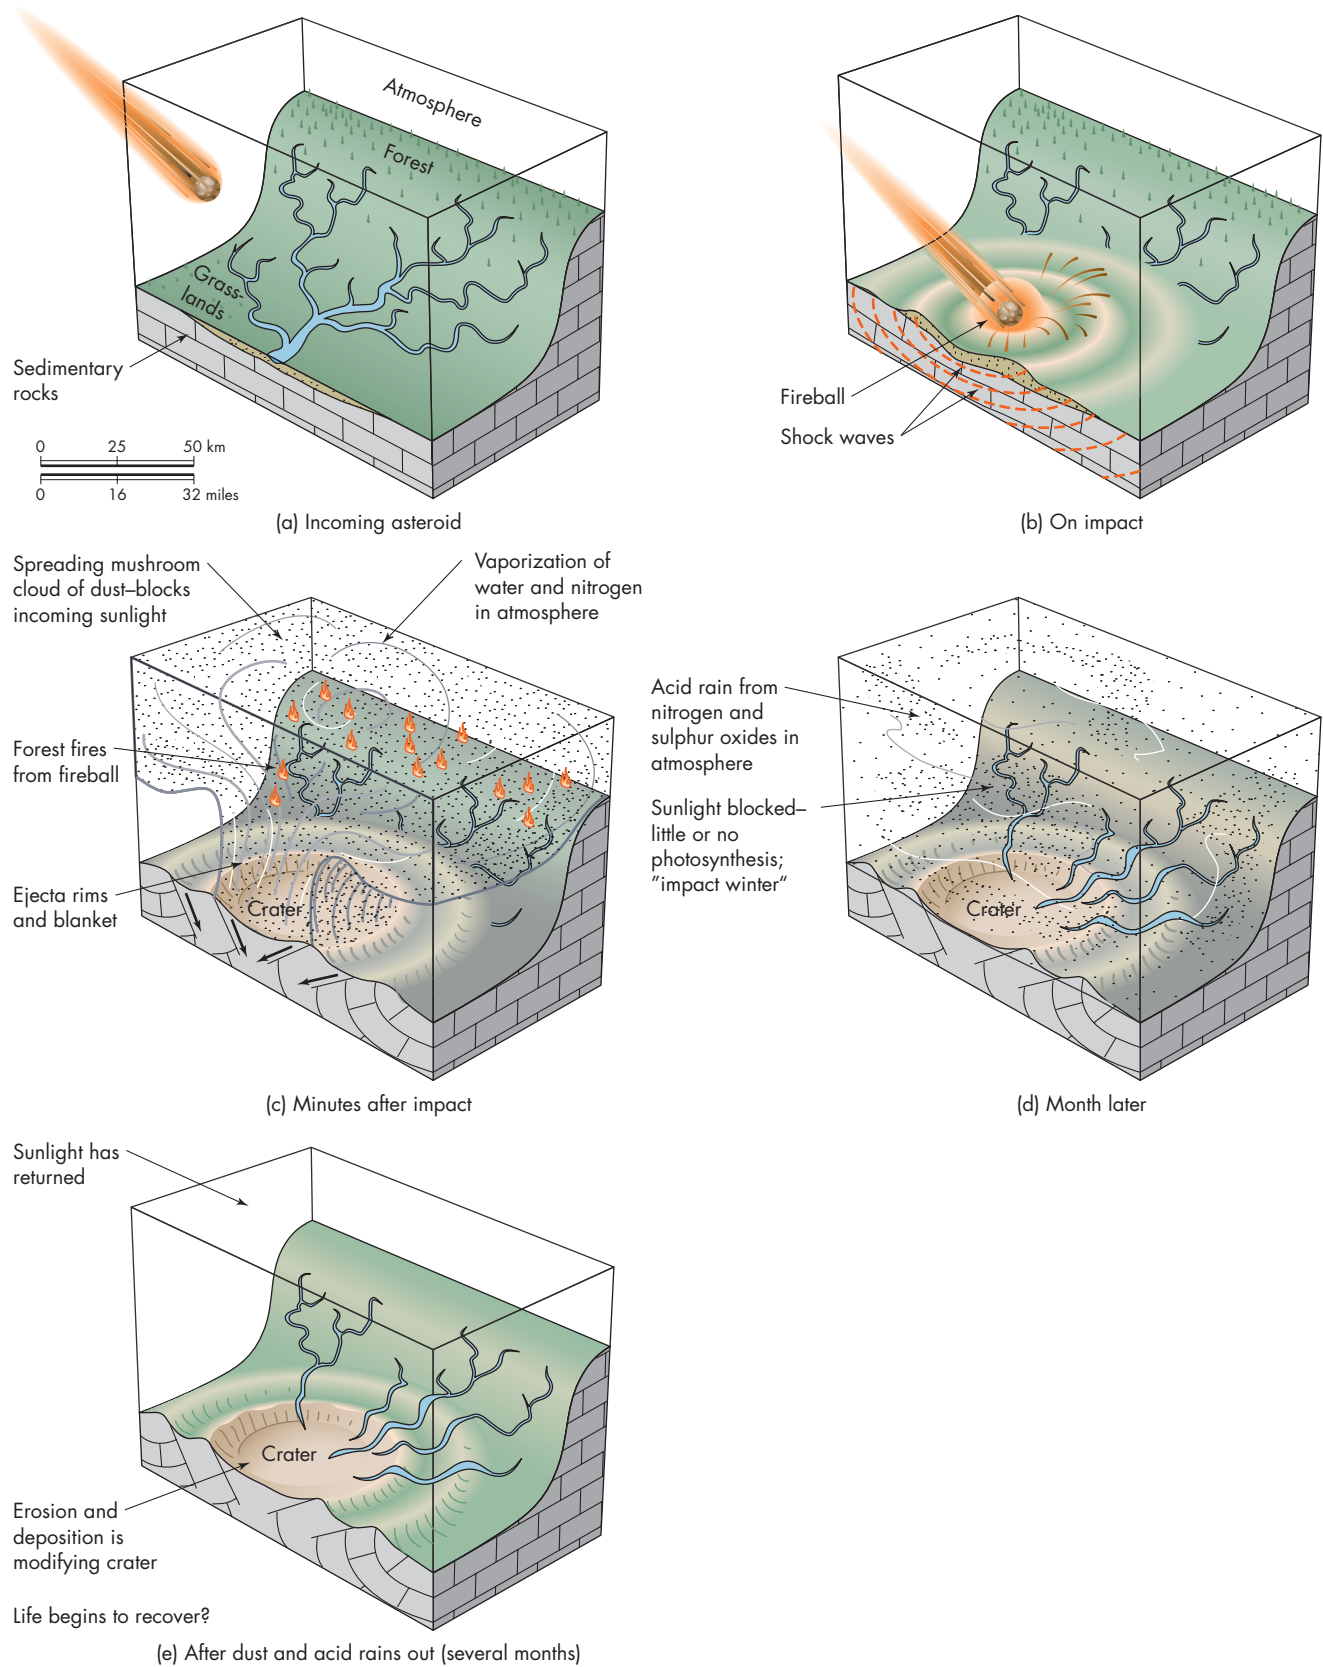 Atmosphere
Forest
Grass-
lands
Sedimentary
rocks
0 25 50 km
0 16 32 miles
(a) Incoming asteroid
Fireball
Shock waves
(b) On impact
Spreading mushroom
cloud of dust–blocks
incoming sunlight
Vaporization of
water and nitrogen
in atmosphere
Forest fires
from fireball
Ejecta rims
and blanket
Crater
(c) Minutes after impact
Acid rain from
nitrogen and
sulphur oxides in
atmosphere
Sunlight blocked–
little or no
photosynthesis;
”impact winter“
Crater
(d) Month later
Sunlight has
returned
Crater
Erosion and
deposition is
modifying crater
Life begins to recover?
(e) After dust and acid rains out (several months)